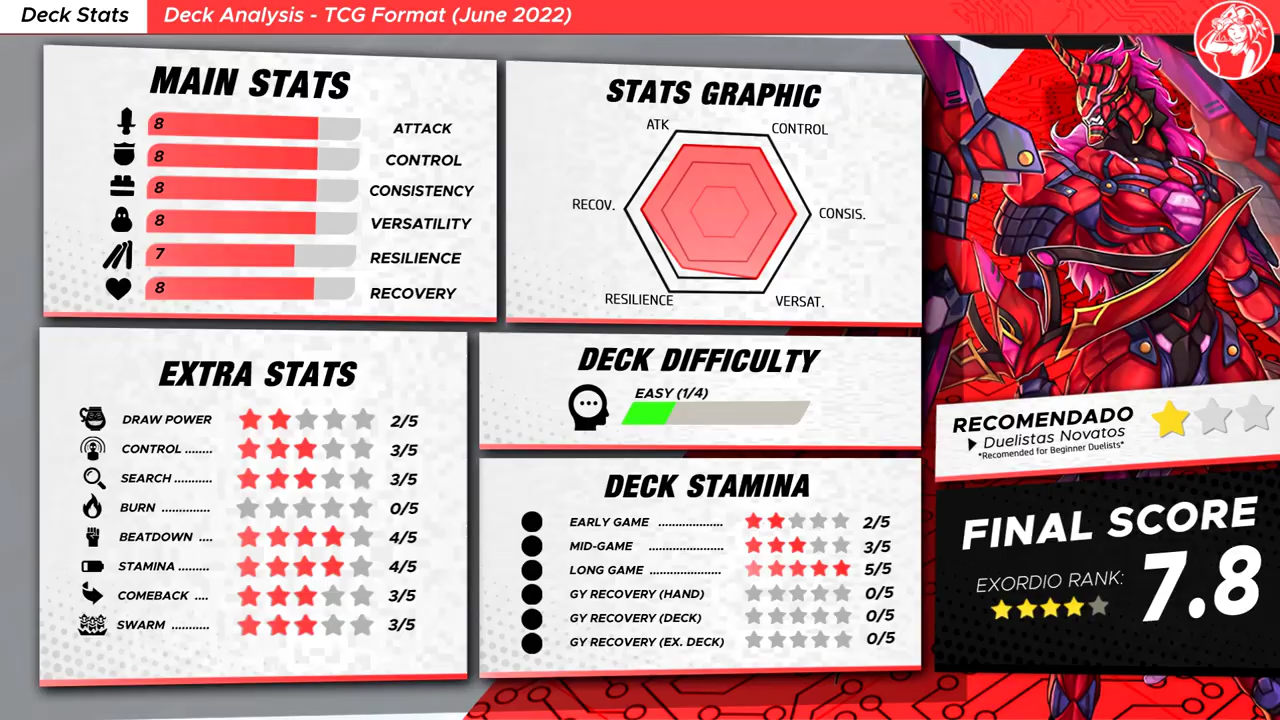 Deck Stats
Deck Analysis - TCG Format (June 2022)
MAIN STATS
8 ATTACK
8 CONTROL
8 CONSISTENCY
8 VERSATILITY
7 RESILIENCE
8 RECOVERY
STATS GRAPHIC
ATK CONTROL
RECOV. CONSIS.
RESILIENCE VERSAT.
EXTRA STATS
DRAW POWER 2/5
CONTROL ........ 3/5
SEARCH ........... 3/5
BURN .............. 0/5
BEATDOWN .... 4/5
STAMINA ......... 4/5
COMEBACK .... 3/5
SWARM ........... 3/5
DECK DIFFICULTY
EASY (1/4)
DECK STAMINA
EARLY GAME ................... 2/5
MID-GAME ...................... 3/5
LONG GAME ..................... 5/5
GY RECOVERY (HAND) 0/5
GY RECOVERY (DECK) 0/5
GY RECOVERY (EX. DECK) 0/5
RECOMENDADO
Duelistas Novatos
*Recomended for Beginner Duelists*
FINAL SCORE
EXORDIO RANK:
7.8